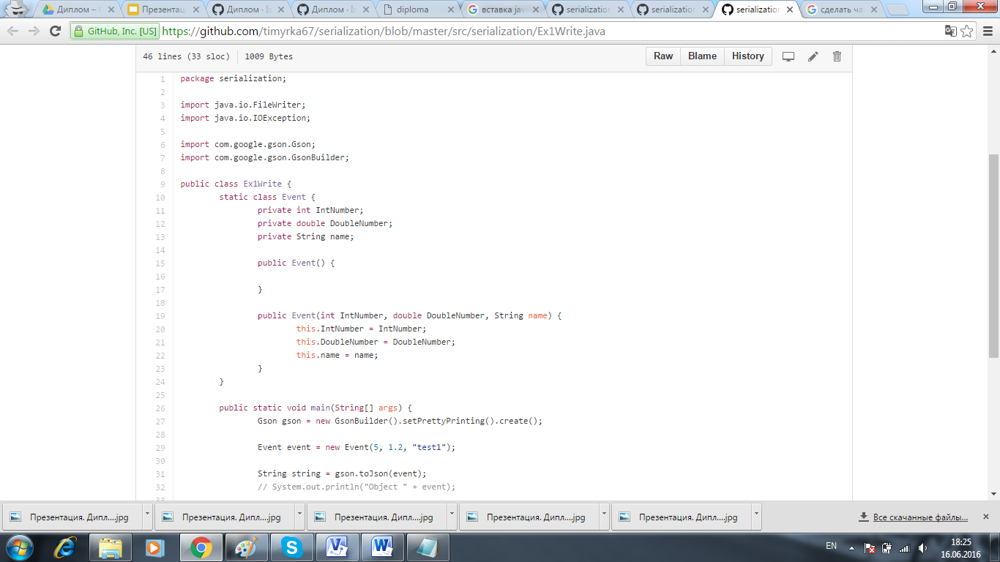 Диплом – G
Презентац
Диплом · Is
Диплом · Is
diploma
вставка jav
serialization
serialization
serialization
сделать ча
GitHub, Inc. [US] https://github.com/timyrka67/serialization/blob/master/src/serialization/Ex1Write.java
46 lines (33 sloc) 1009 Bytes
Raw Blame History
1 package serialization;
2
3 import java.io.FileWriter;
4 import java.io.IOException;
5
6 import com.google.gson.Gson;
7 import com.google.gson.GsonBuilder;
8
9 public class Ex1Write {
10 static class Event {
11 private int IntNumber;
12 private double DoubleNumber;
13 private String name;
14
15 public Event() {
16
17 }
18
19 public Event(int IntNumber, double DoubleNumber, String name) {
20 this.IntNumber = IntNumber;
21 this.DoubleNumber = DoubleNumber;
22 this.name = name;
23 }
24 }
25
26 public static void main(String[] args) {
27 Gson gson = new GsonBuilder().setPrettyPrinting().create();
28
29 Event event = new Event(5, 1.2, "test1");
30
31 String string = gson.toJson(event);
32 // System.out.println("Object " + event);
33
Презентация. Дипл....jpg
Презентация. Дипл....jpg
Презентация. Дипл....jpg
Презентация. Дипл....jpg
Презентация. Дипл....jpg
Все скачанные файлы...
EN
18:25
16.06.2016